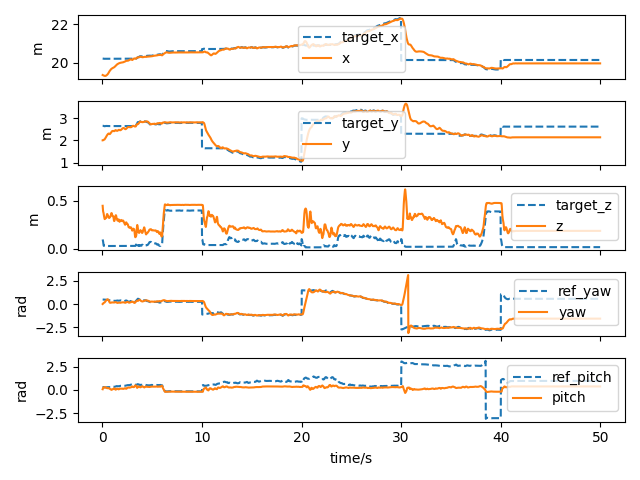 m
22
20
target_x
x
m
3
2
1
target_y
y
m
0.5
0.0
target_z
z
rad
2.5
0.0
−2.5
ref_yaw
yaw
rad
2.5
0.0
−2.5
ref_pitch
pitch
0 10 20 30 40 50
time/s